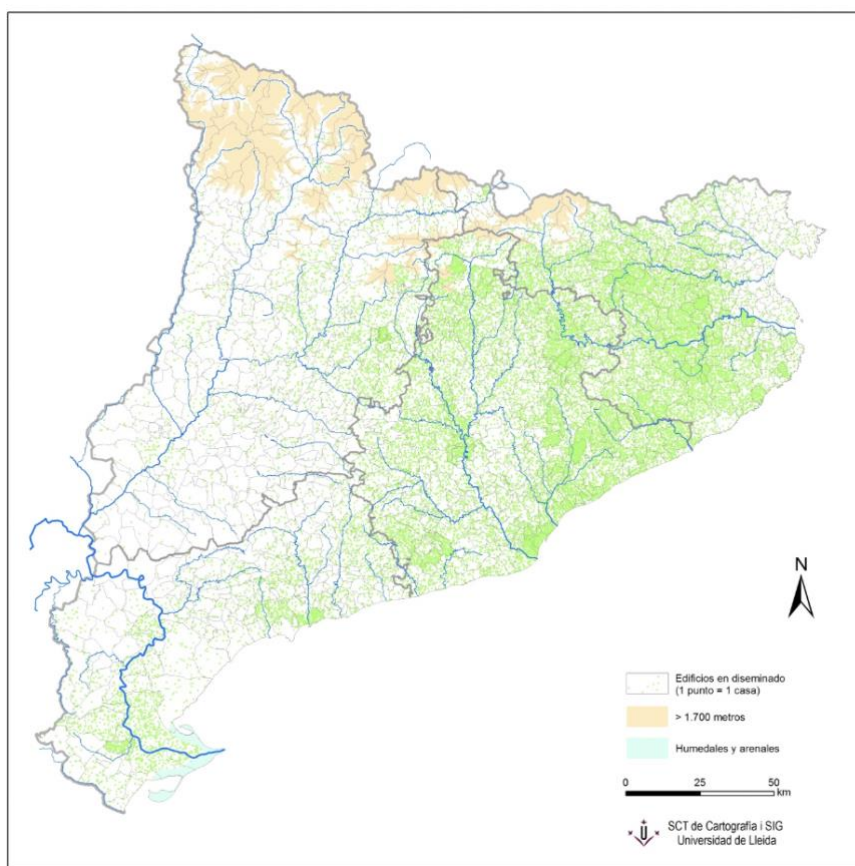 N
Edificios en diseminado
(1 punto = 1 casa)
> 1.700 metros
Humedales y arenales
0 25 50
km
SCT de Cartografia i SIG
Universidad de Lleida